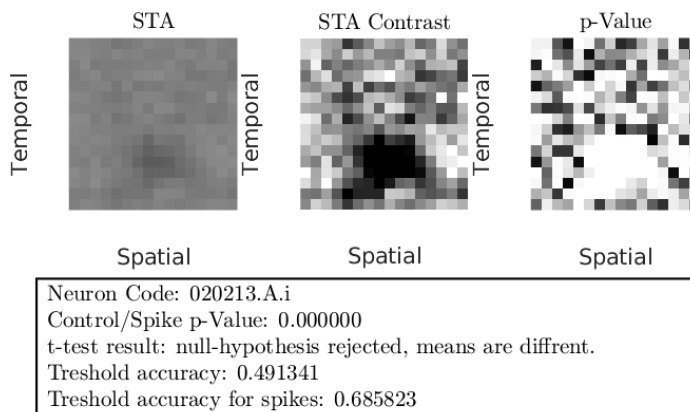 STA
STA Contrast
p-Value
Temporal
Temporal
Temporal
Spatial
Spatial
Spatial
Neuron Code: 020213.A.i
Control/Spike p-Value: 0.000000
t-test result: null-hypothesis rejected, means are diffrent.
Treshold accuracy: 0.491341
Treshold accuracy for spikes: 0.685823